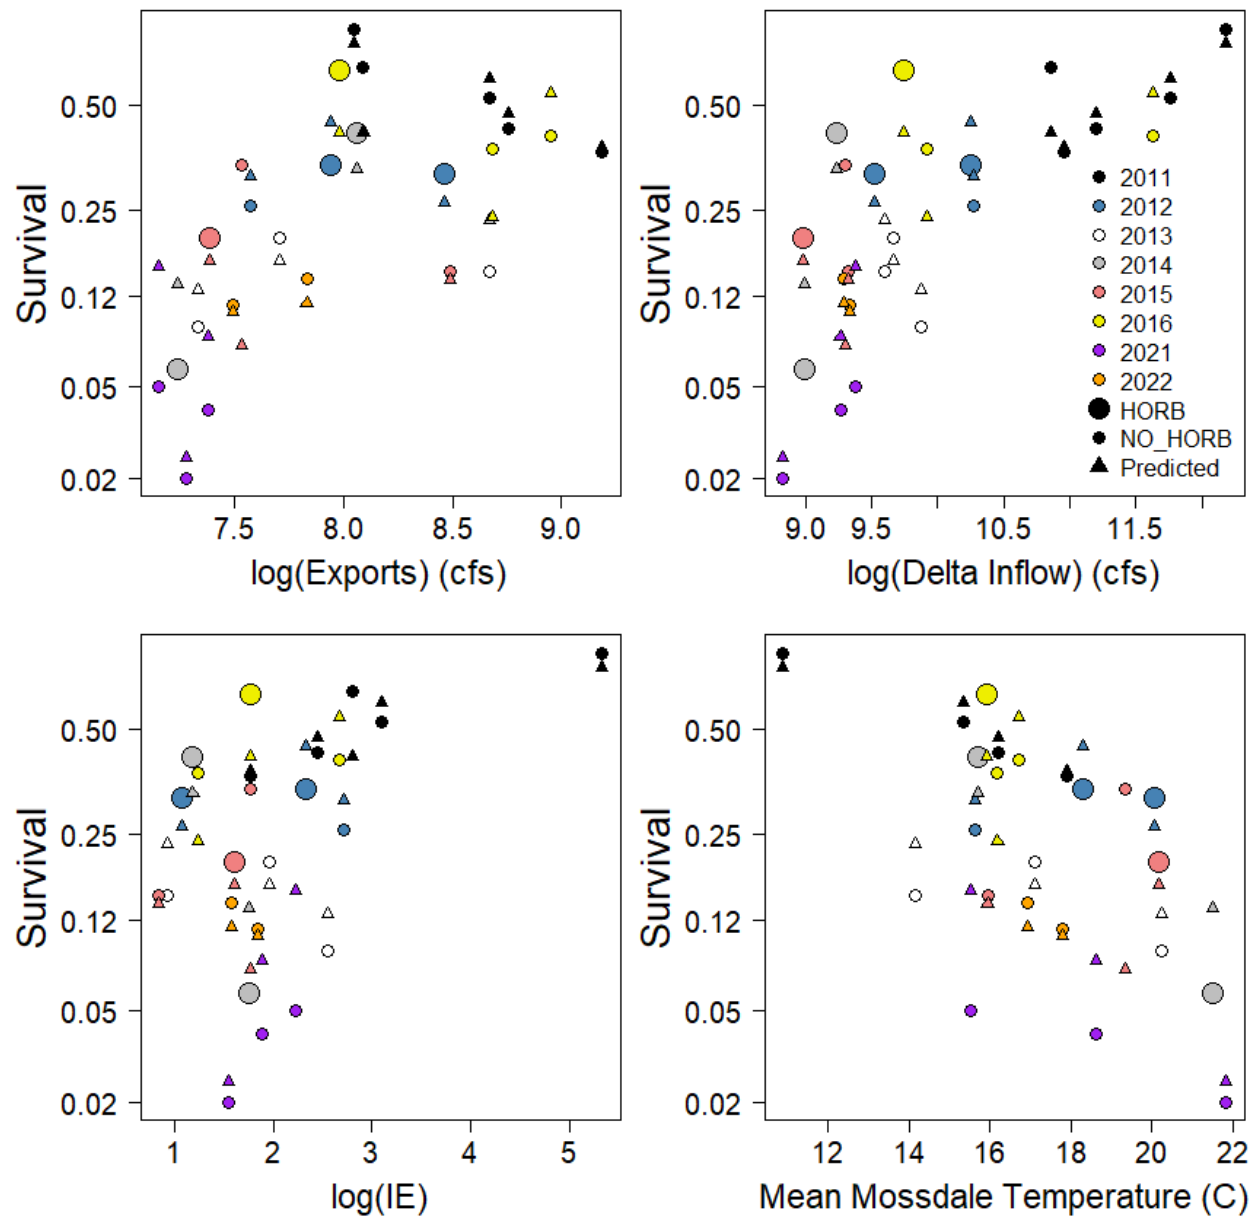 Survival
0.50
0.25
0.12
0.05
0.02
7.5 8.0 8.5 9.0
log(Exports) (cfs)
Survival
0.50
0.25
0.12
0.05
0.02
2011
2012
2013
2014
2015
2016
2021
2022
HORB
NO_HORB
Predicted
9.0 9.5 10.5 11.5
log(Delta Inflow) (cfs)
Survival
0.50
0.25
0.12
0.05
0.02
1 2 3 4 5
log(IE)
Survival
0.50
0.25
0.12
0.05
0.02
12 14 16 18 20 22
Mean Mossdale Temperature (C)